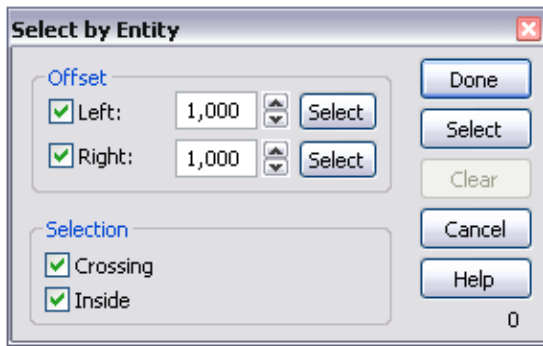 Select by Entity
Offset
Left: 1,000 Select
Right: 1,000 Select
Selection
Crossing
Inside
Done
Select
Clear
Cancel
Help
0